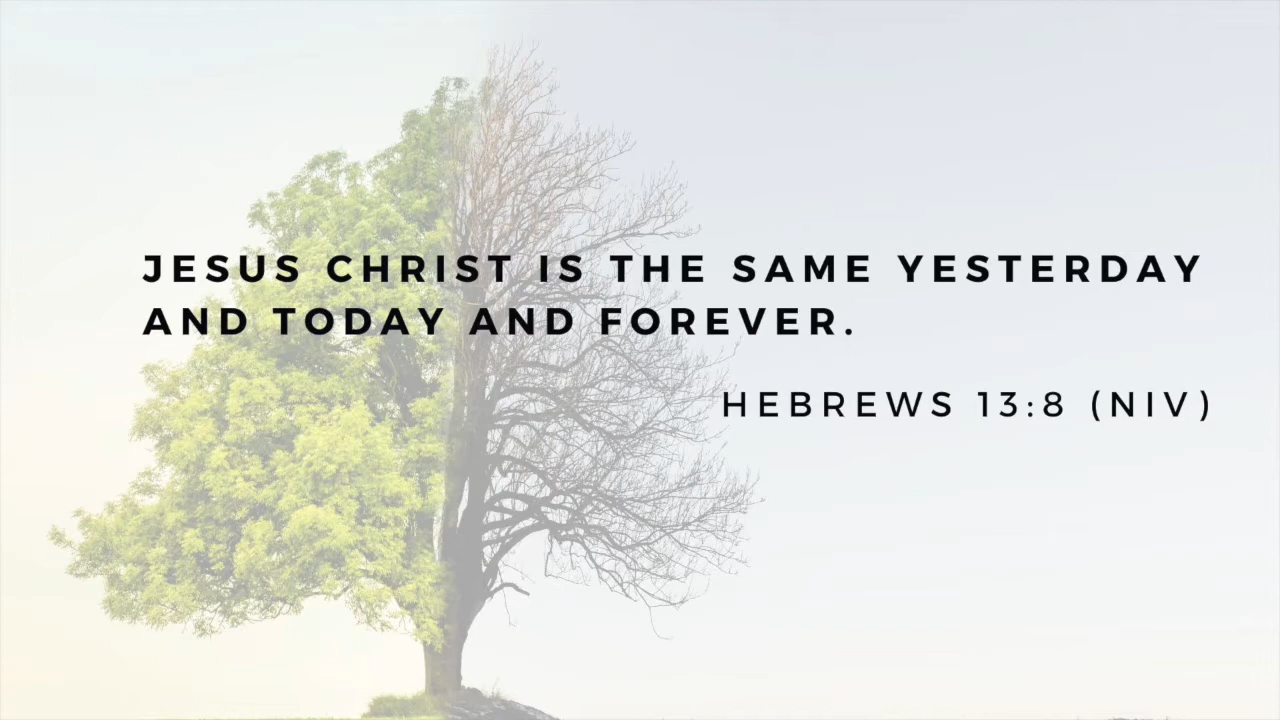 JESUS CHRIST IS THE SAME YESTERDAY
AND TODAY AND FOREVER.
HEBREWS 13:8 (NIV)